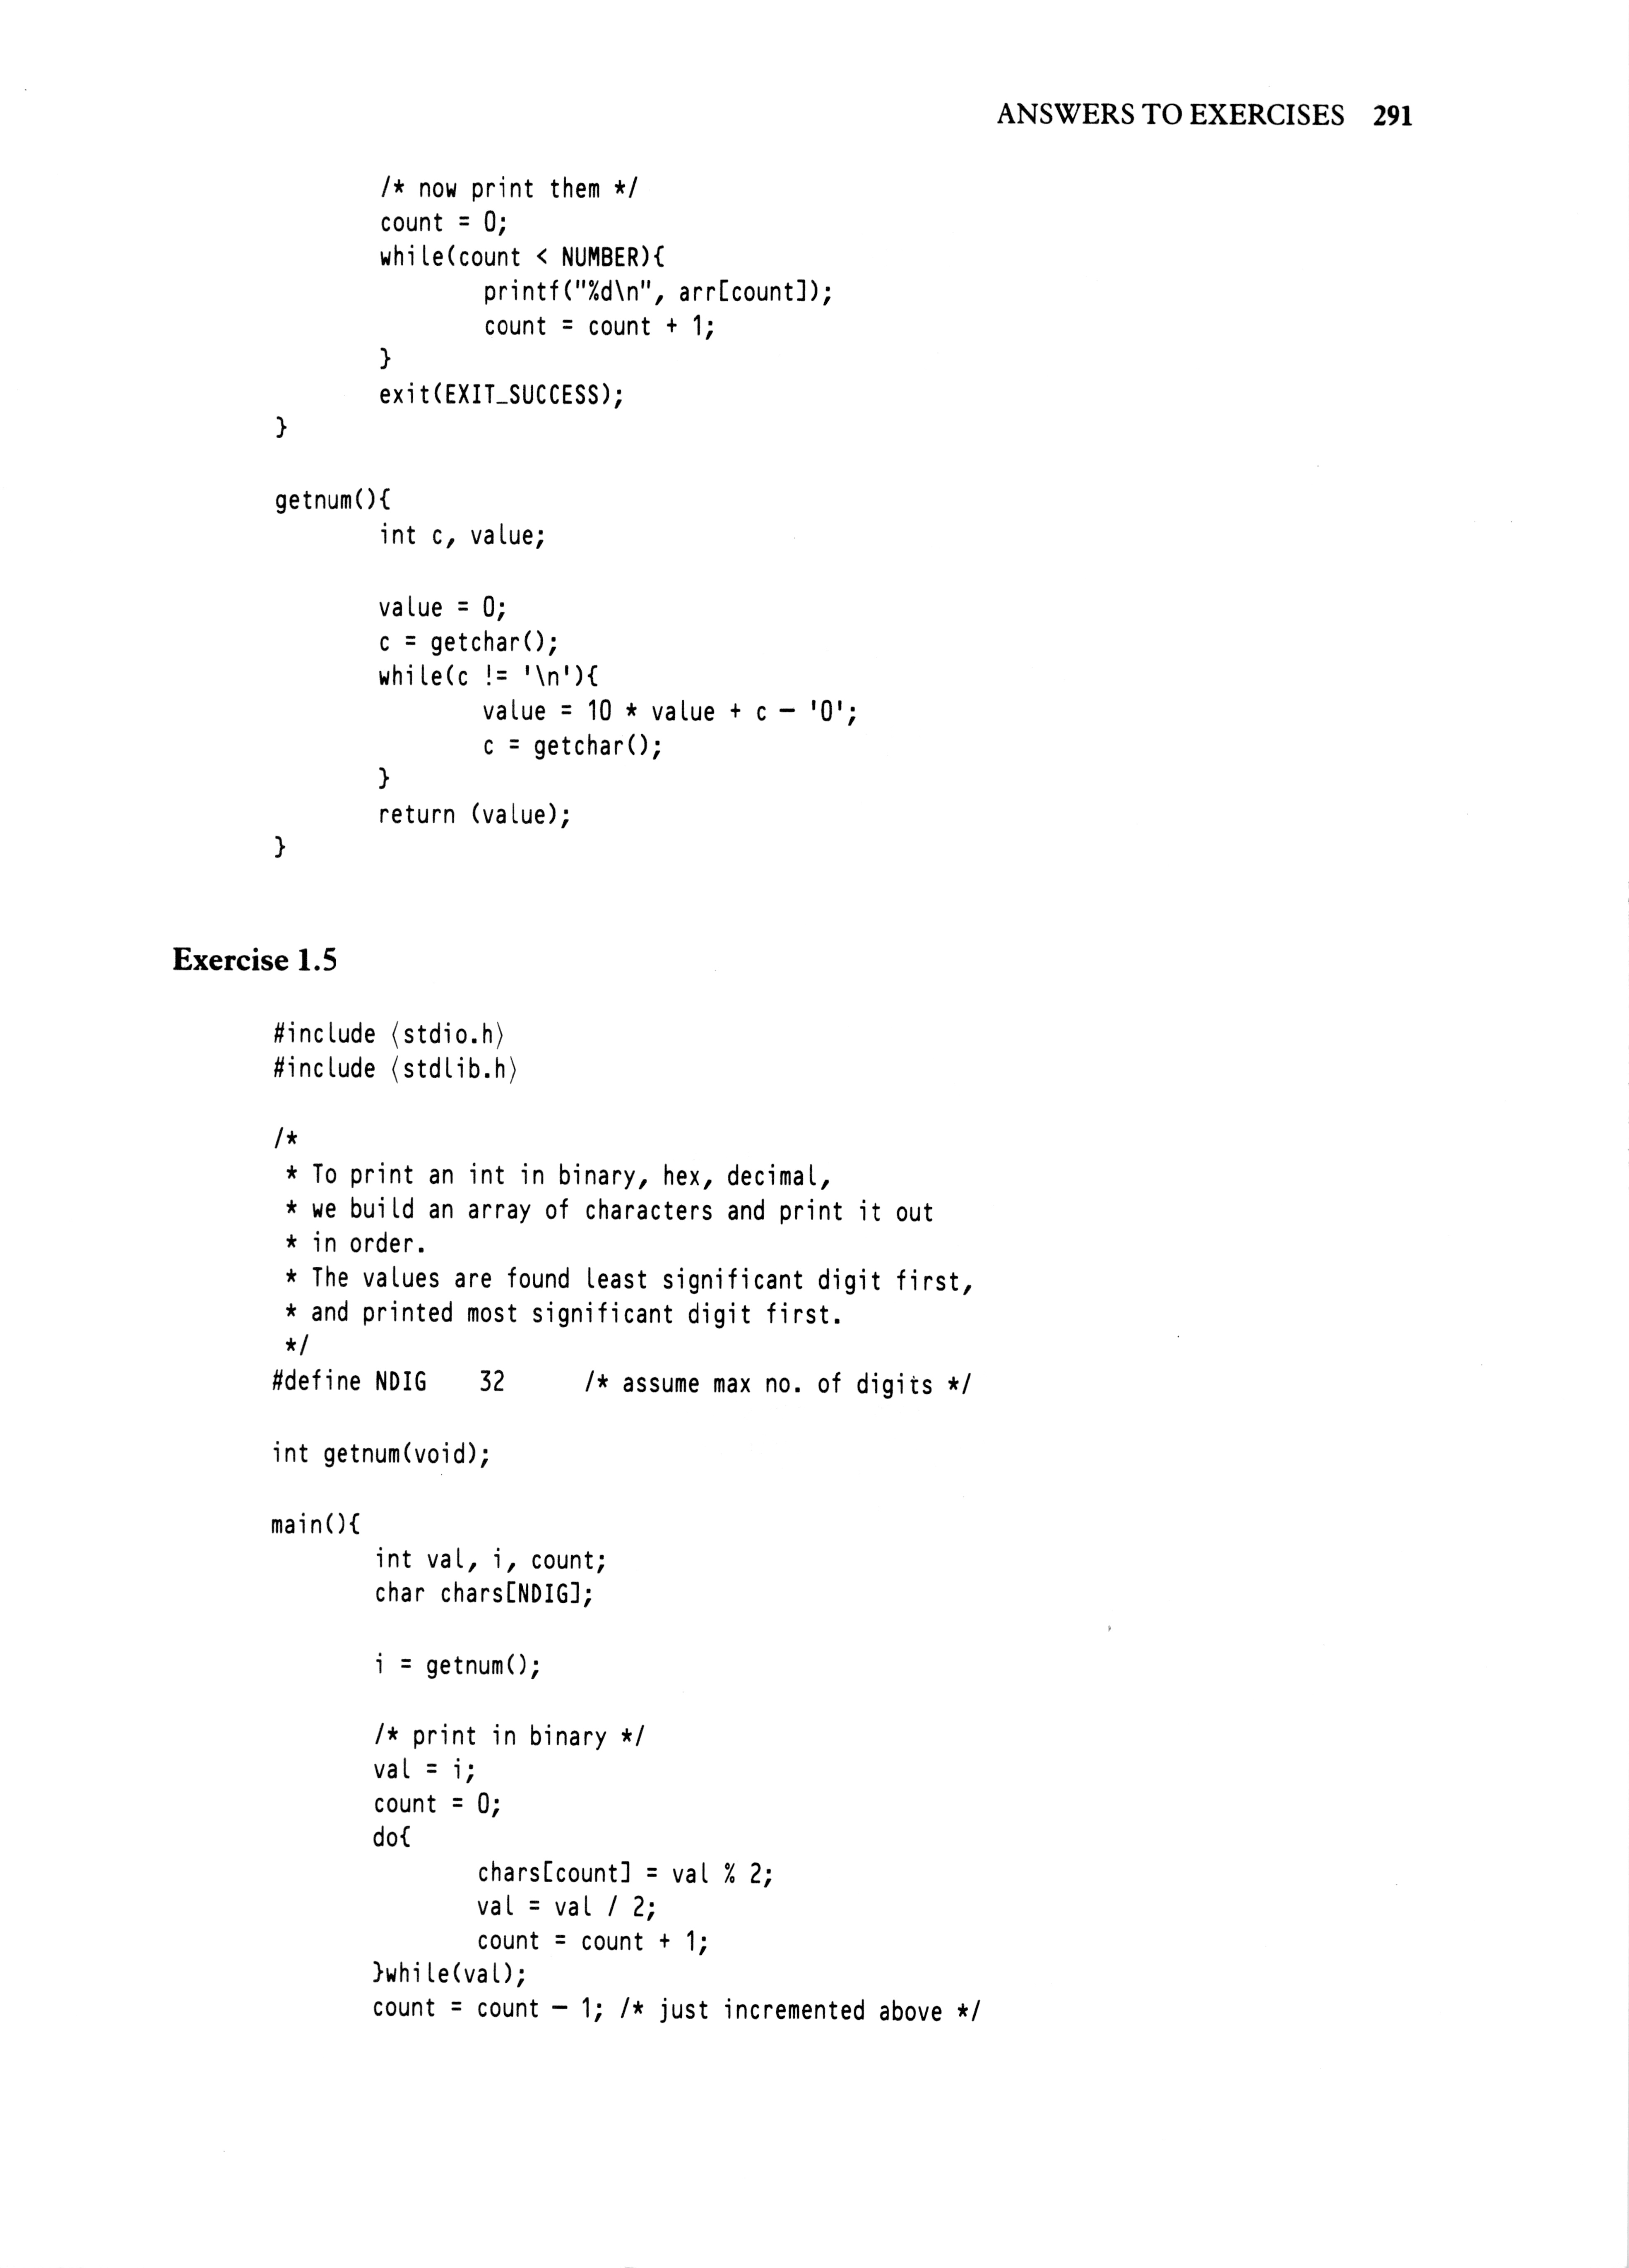 ANSWERS TO EXERCISES 291
/* now print them */
count = 0;
while(count < NUMBER){
printf("%d\n", arr[count]);
count = count + 1;
}
exit(EXIT_SUCCESS);
}
getnum(){
int c, value;
value = 0;
c = getchar();
while(c != '\n'){
value = 10 * value + c - '0';
c = getchar();
}
return (value);
}
Exercise 1.5
#include ⟨stdio.h⟩
#include ⟨stdlib.h⟩
/*
* To print an int in binary, hex, decimal,
* we build an array of characters and print it out
* in order.
* The values are found least significant digit first,
* and printed most significant digit first.
*/
#define NDIG 32 /* assume max no. of digits */
int getnum(void);
main(){
int val, i, count;
char chars[NDIG];
i = getnum();
/* print in binary */
val = i;
count = 0;
do{
chars[count] = val % 2;
val = val / 2;
count = count + 1;
}while(val);
count = count - 1; /* just incremented above */